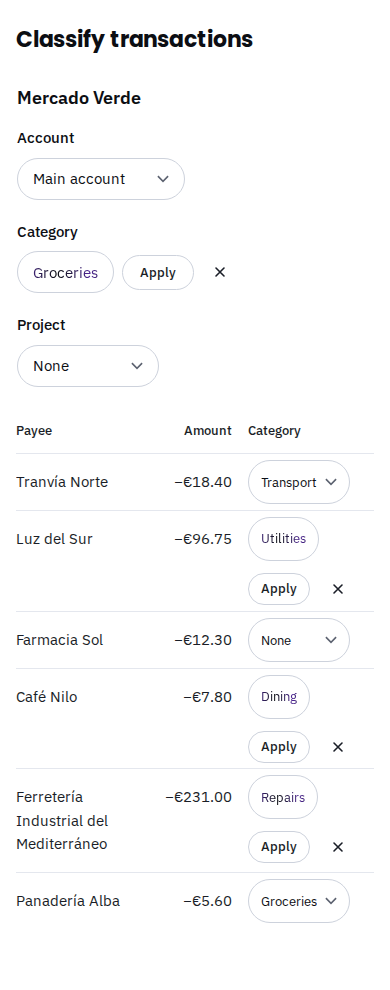 Classify transactions
Mercado Verde
Account
Main account
Category
Groceries Apply
Project
None
Payee Amount Category
Tranvía Norte −€18.40 Transport
Luz del Sur −€96.75 Utilities
Apply
Farmacia Sol −€12.30 None
Café Nilo −€7.80 Dining
Apply
Ferretería −€231.00 Repairs
Industrial del
Mediterráneo Apply
Panadería Alba −€5.60 Groceries